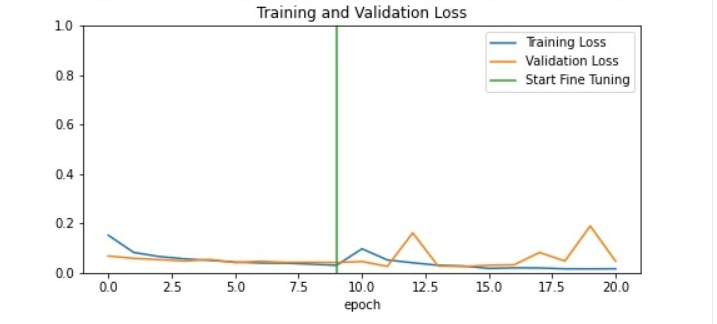 Training and Validation Loss
1.0
0.8
0.6
0.4
0.2
0.0
Training Loss
Validation Loss
Start Fine Tuning
0.0 2.5 5.0 7.5 10.0 12.5 15.0 17.5 20.0
epoch